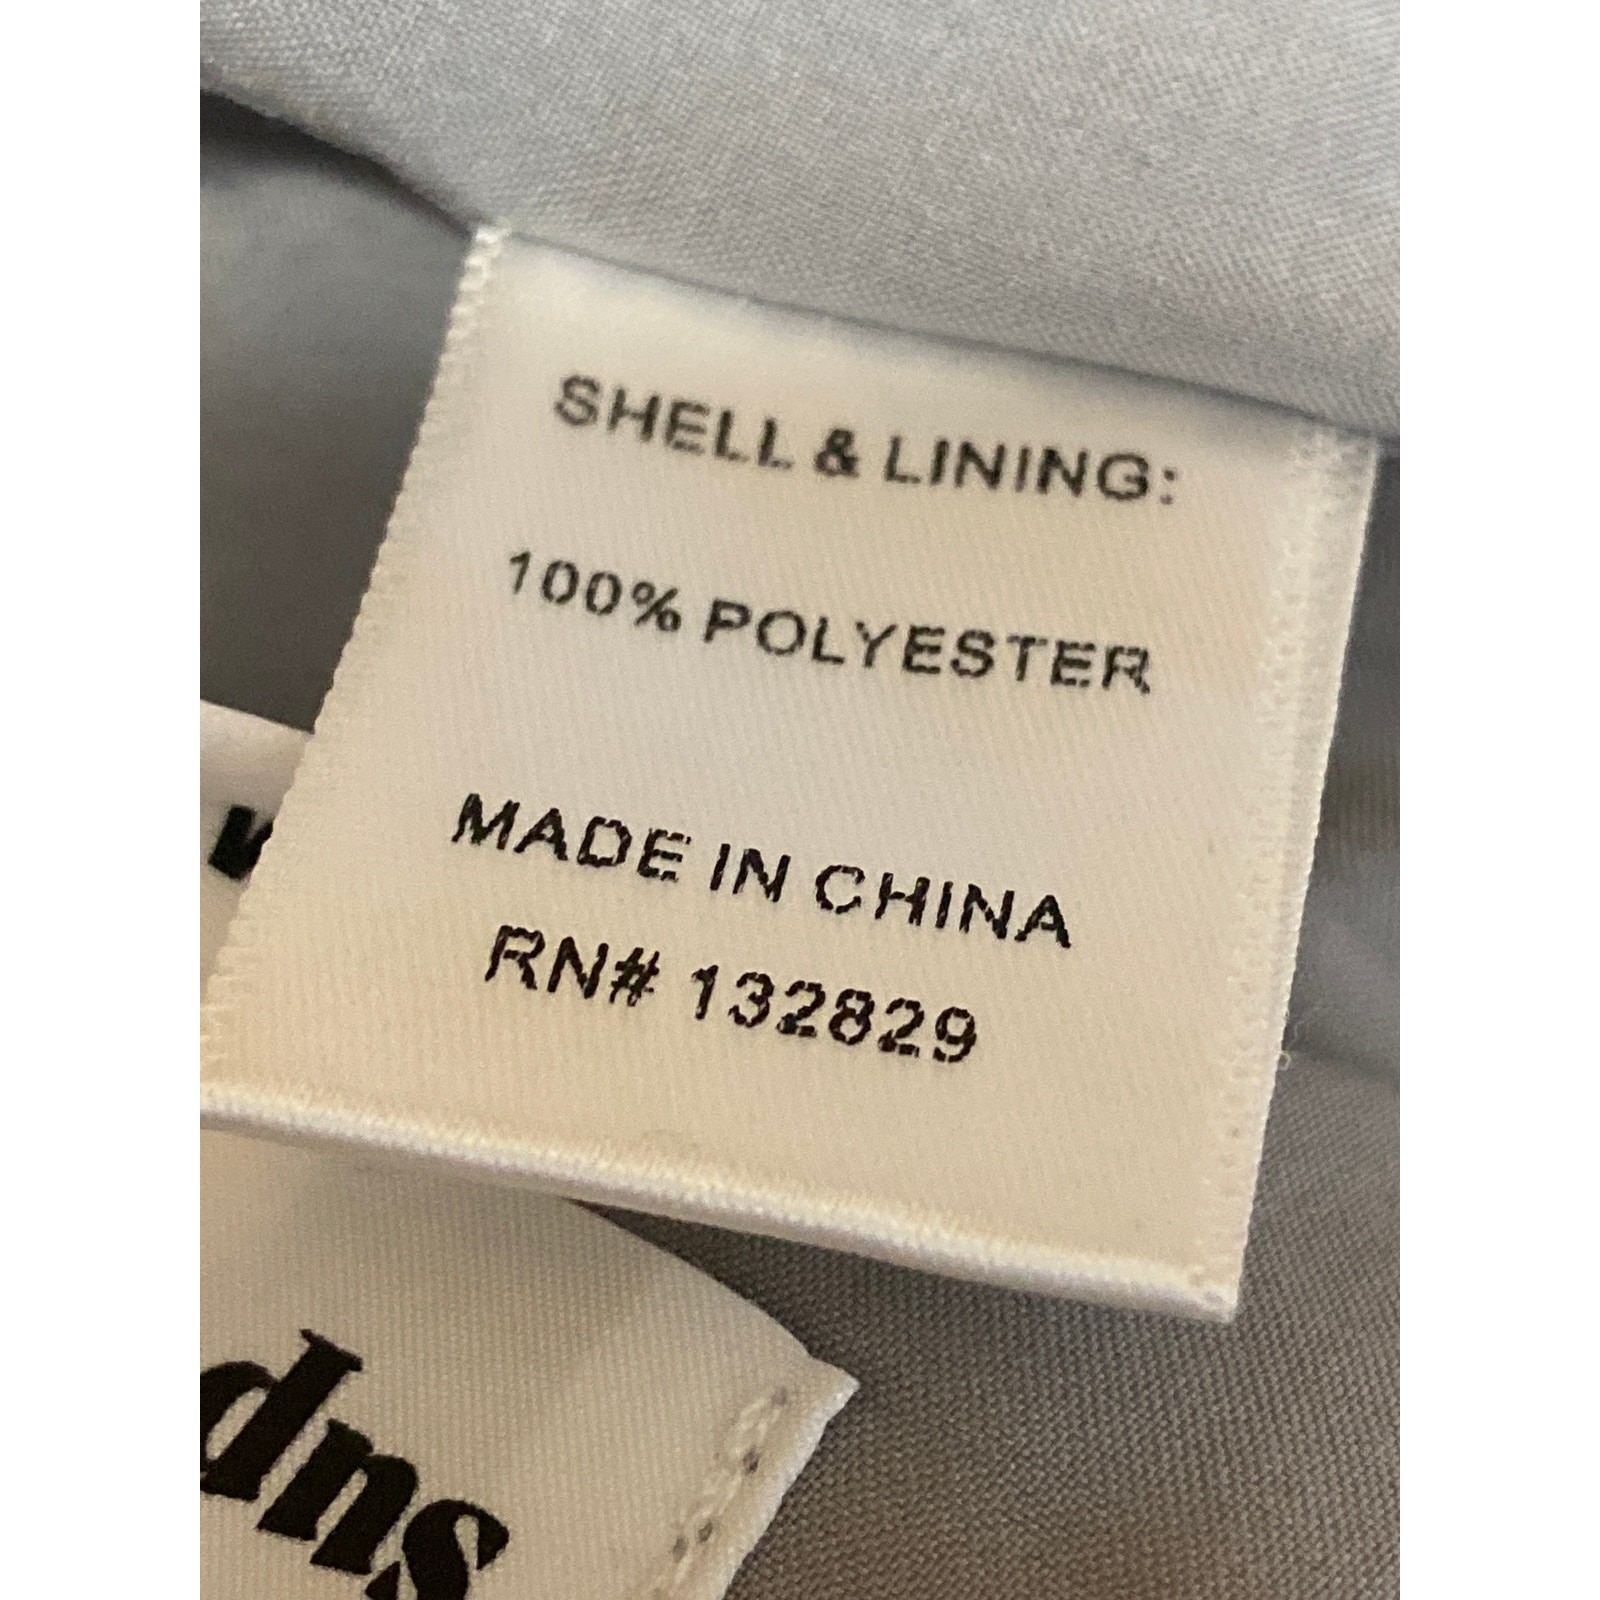 SHELL & LINING:
100% POLYESTER
MADE IN CHINA
RN# 132829